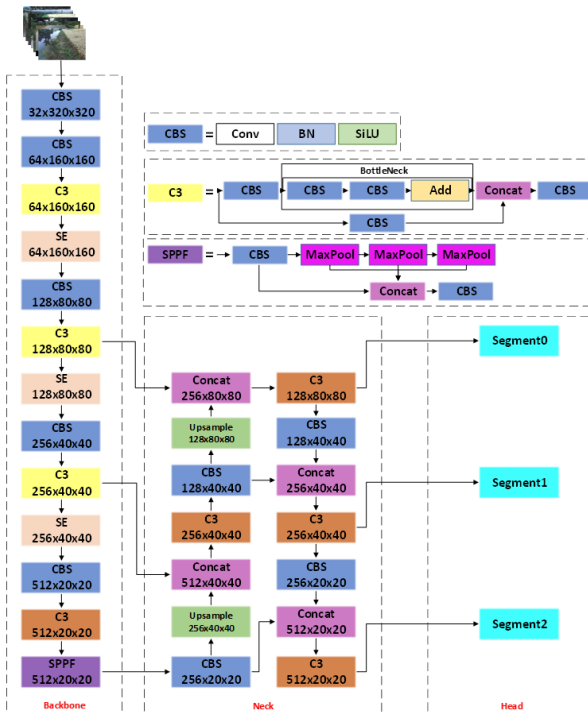 CBS
32x320x320
CBS
64x160x160
C3
64x160x160
SE
64x160x160
CBS
128x80x80
C3
128x80x80
SE
128x80x80
CBS
256x40x40
C3
256x40x40
SE
256x40x40
CBS
512x20x20
C3
512x20x20
SPPF
512x20x20
Backbone
CBS = Conv BN SiLU
BottleNeck
C3 = CBS CBS CBS Add Concat CBS
CBS
SPPF = CBS MaxPool MaxPool MaxPool
Concat CBS
Concat
256x80x80
Upsample
128x80x80
CBS
128x40x40
C3
256x40x40
Concat
512x40x40
Upsample
256x40x40
CBS
256x20x20
C3
128x80x80
CBS
128x40x40
Concat
256x40x40
C3
256x40x40
CBS
256x20x20
Concat
512x20x20
C3
512x20x20
Neck
Segment0
Segment1
Segment2
Head